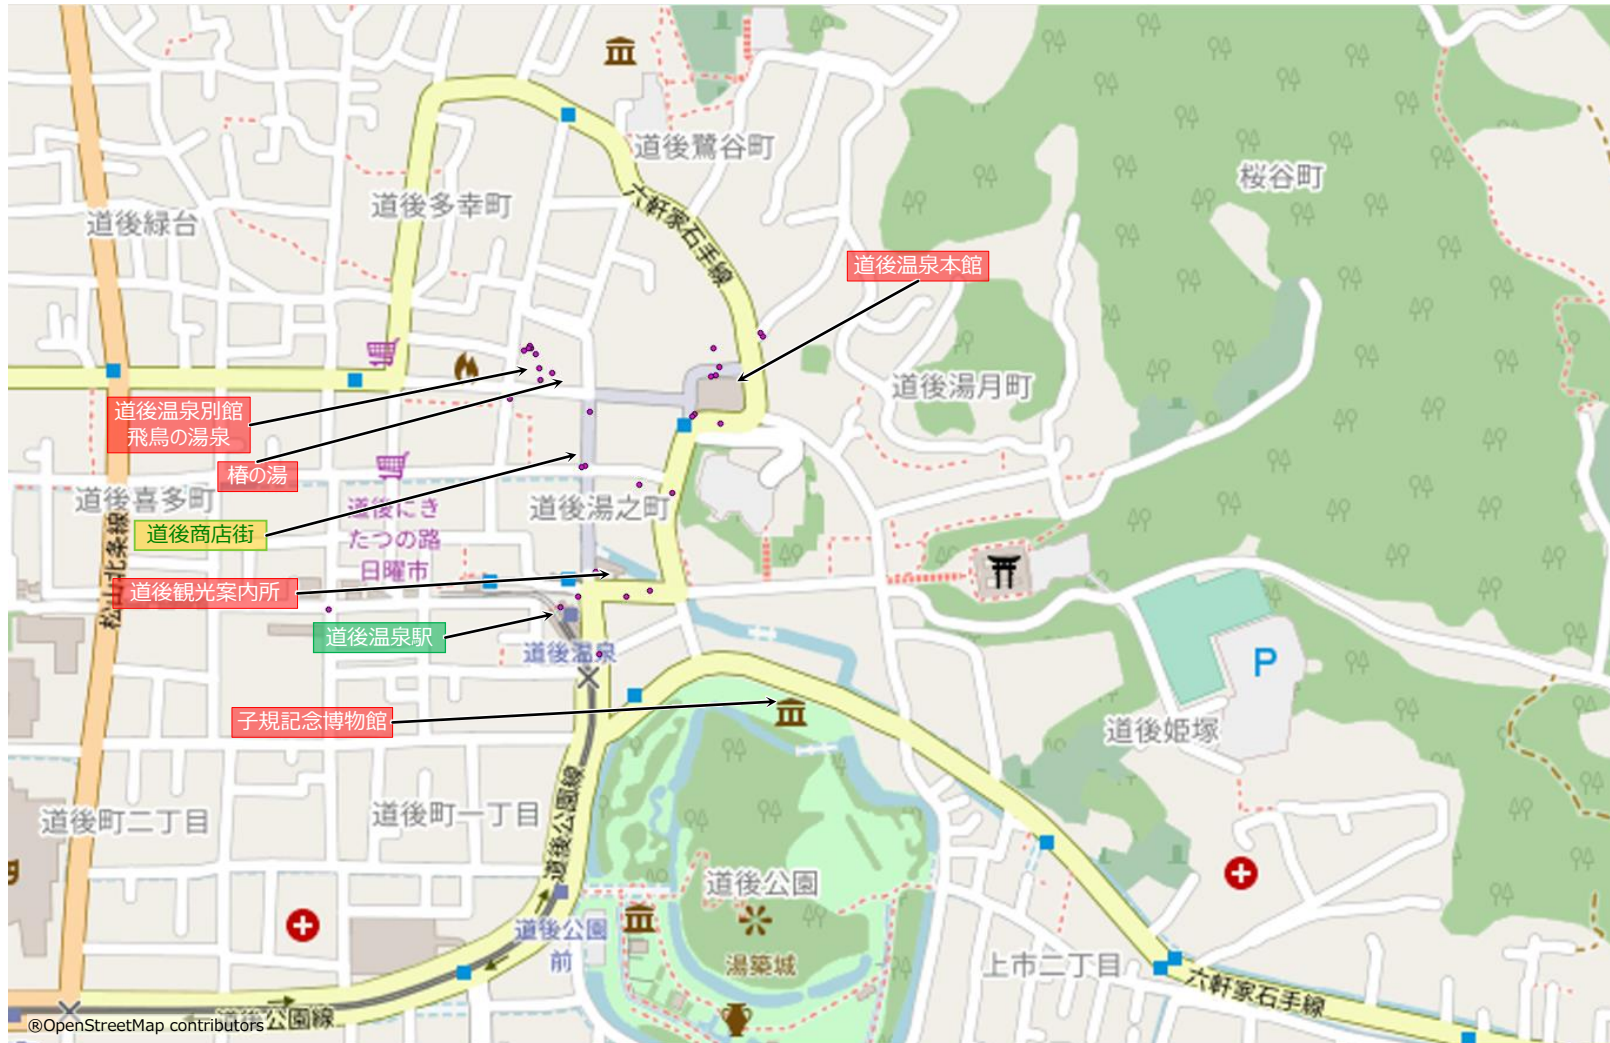 道後鷺谷町
桜谷町
道後多幸町
道後緑台
六軒家石手線
道後温泉本館
道後湯月町
道後温泉別館
飛鳥の湯泉
椿の湯
道後喜多町
道後にき
たつの路
日曜市
道後湯之町
道後商店街
松山北条線
道後観光案内所
道後温泉駅
道後温泉
子規記念博物館
P
道後姫塚
道後町二丁目
道後町一丁目
道後公園線
道後公園
道後公園
前
湯築城
上市二丁目
六軒家石手線
道後公園線
®OpenStreetMap contributors